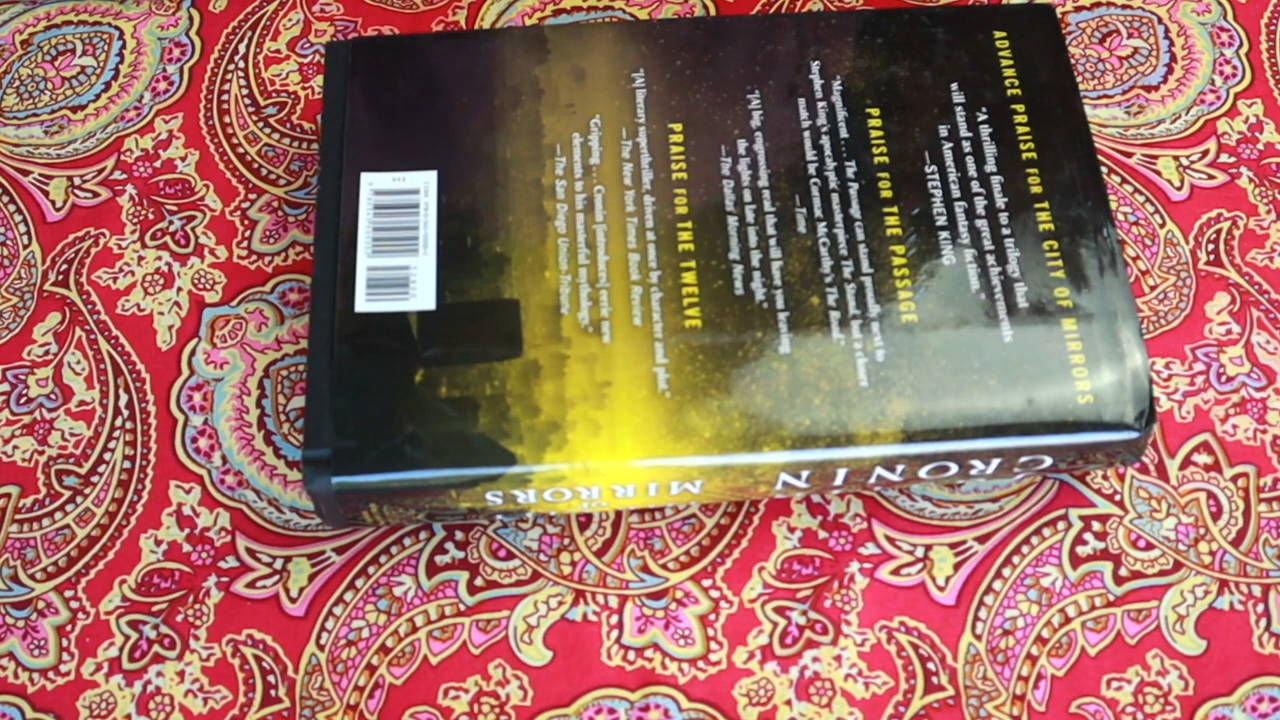 ADVANCE PRAISE FOR THE CITY OF MIRRORS
"A thrilling finale to a trilogy that
will stand as one of the great achievements
in American fantasy fiction."
—STEPHEN KING
PRAISE FOR THE PASSAGE
"Magnificent . . . The Passage can stand proudly next to
Stephen King's apocalyptic masterpiece The Stand, but a closer
match would be Cormac McCarthy's The Road."
—Time
"[A] big, engrossing read that will have you leaving
the lights on late into the night."
—The Dallas Morning News
PRAISE FOR THE TWELVE
"[A] literary superthriller, driven at once by character and plot."
—The New York Times Book Review
"Gripping . . . Cronin [introduces] eerie new
elements to his masterful mythology."
—The San Diego Union-Tribune
CRONIN
OF
MIRRORS